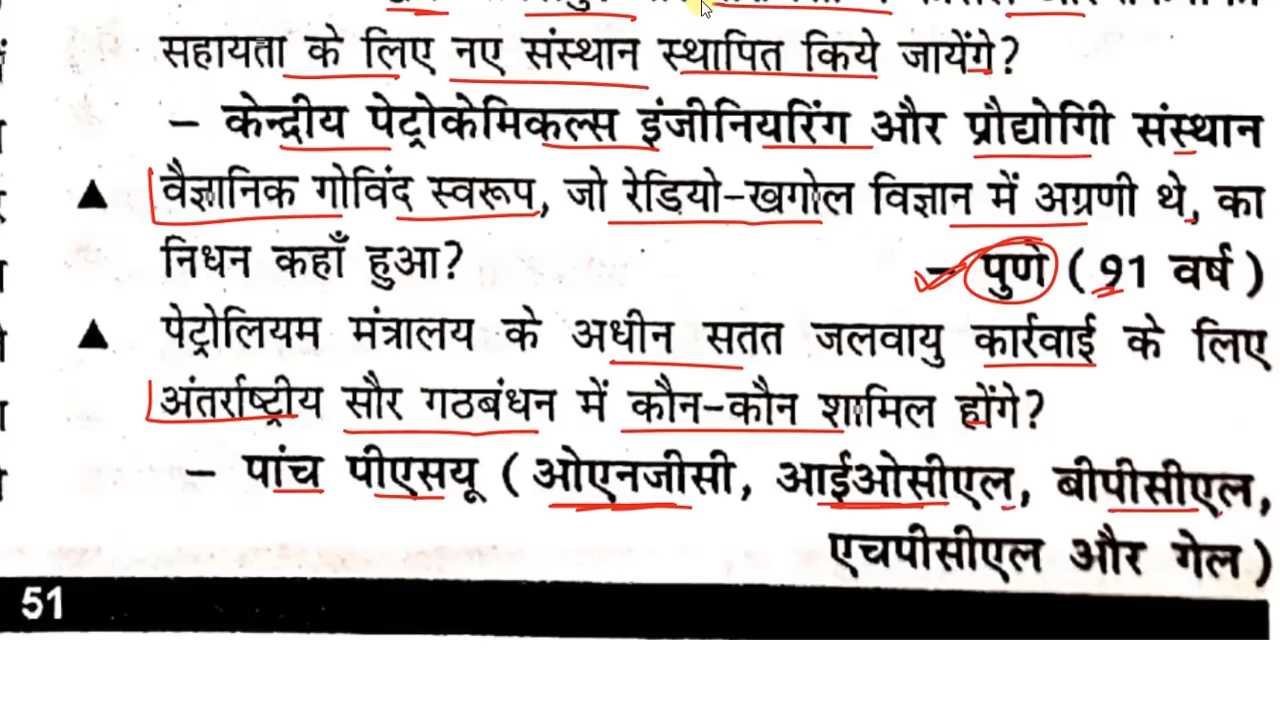 सहायता के लिए नए संस्थान स्थापित किये जायेंगे?
– केन्द्रीय पेट्रोकेमिकल्स इंजीनियरिंग और प्रौद्योगिी संस्थान
▲ वैज्ञानिक गोविंद स्वरूप, जो रेडियो-खगोल विज्ञान में अग्रणी थे, का
निधन कहाँ हुआ? – पुणे (91 वर्ष)
▲ पेट्रोलियम मंत्रालय के अधीन सतत जलवायु कार्रवाई के लिए
अंतर्राष्ट्रीय सौर गठबंधन में कौन-कौन शामिल होंगे?
– पांच पीएसयू (ओएनजीसी, आईओसीएल, बीपीसीएल,
एचपीसीएल और गेल)
51